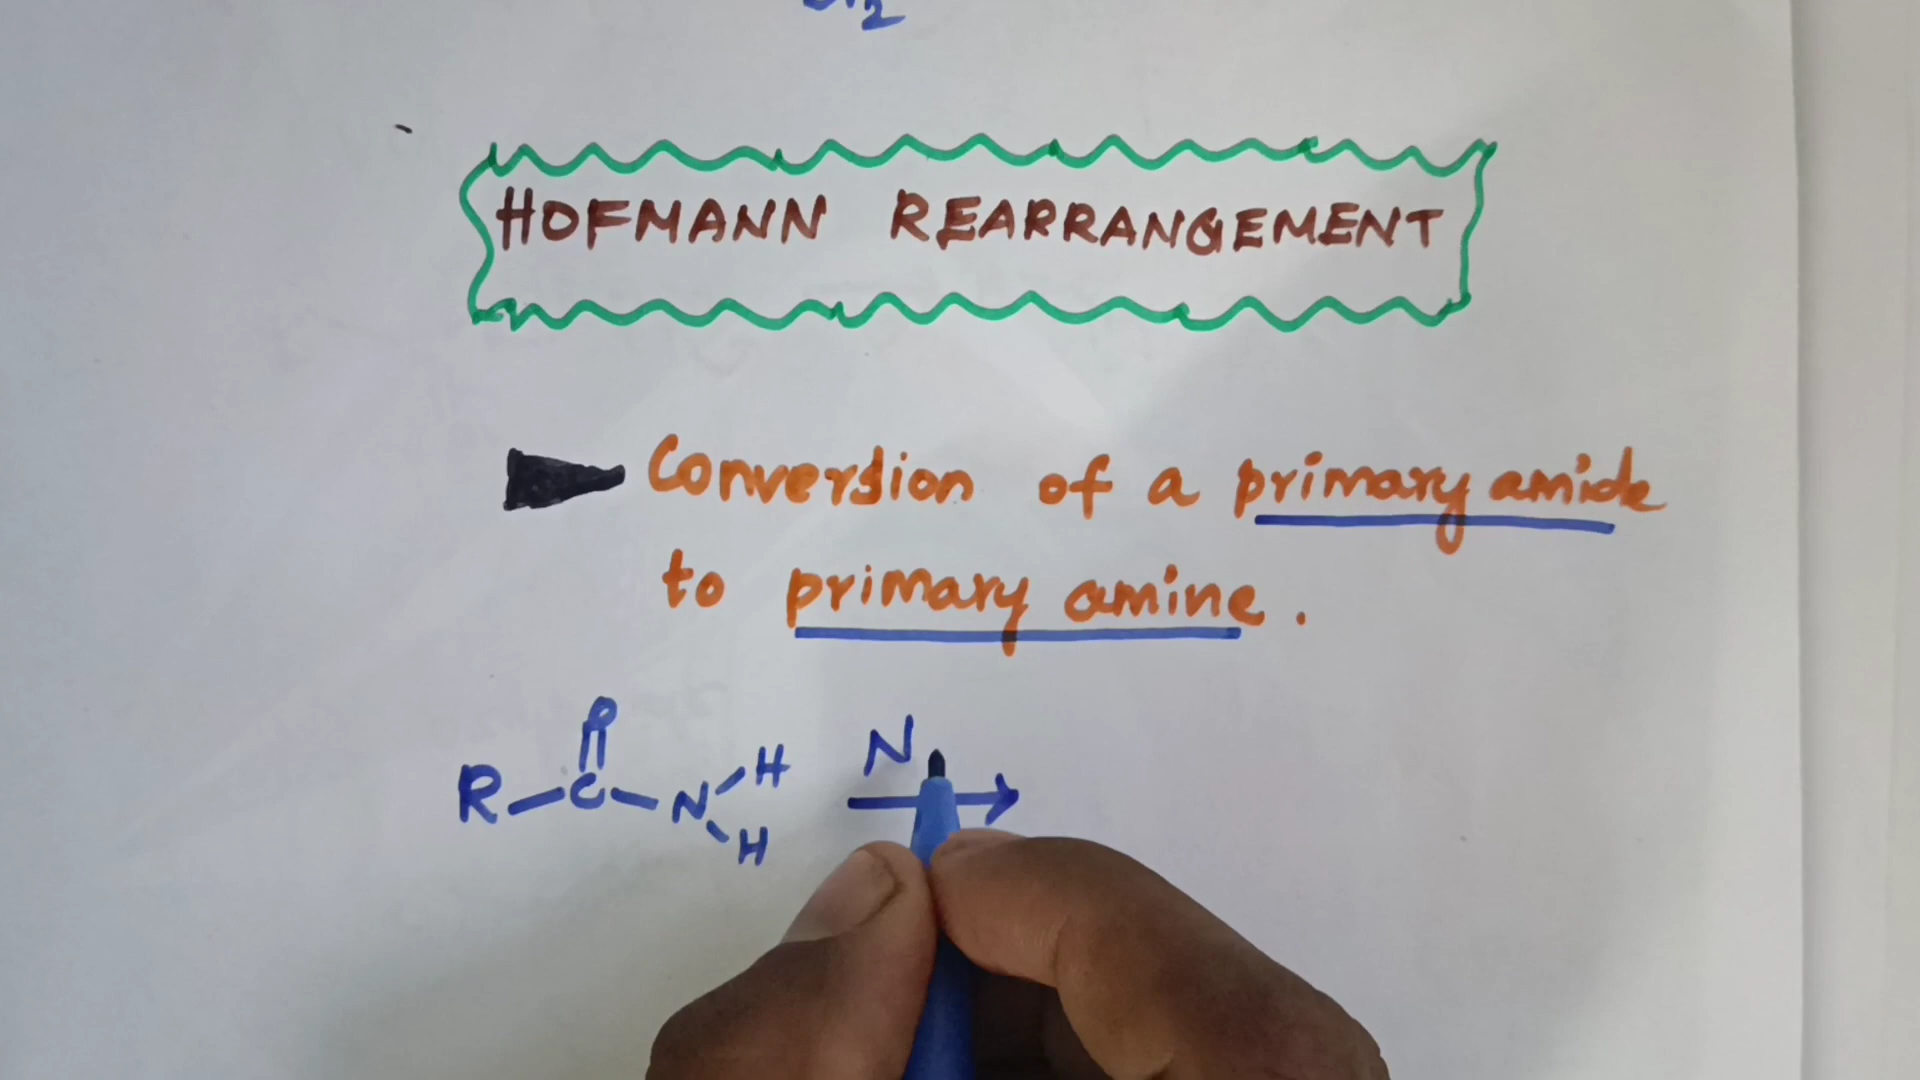 HOFMANN REARRANGEMENT
Conversion of a primary amide
to primary amine.
O
R-C-N-H N
H